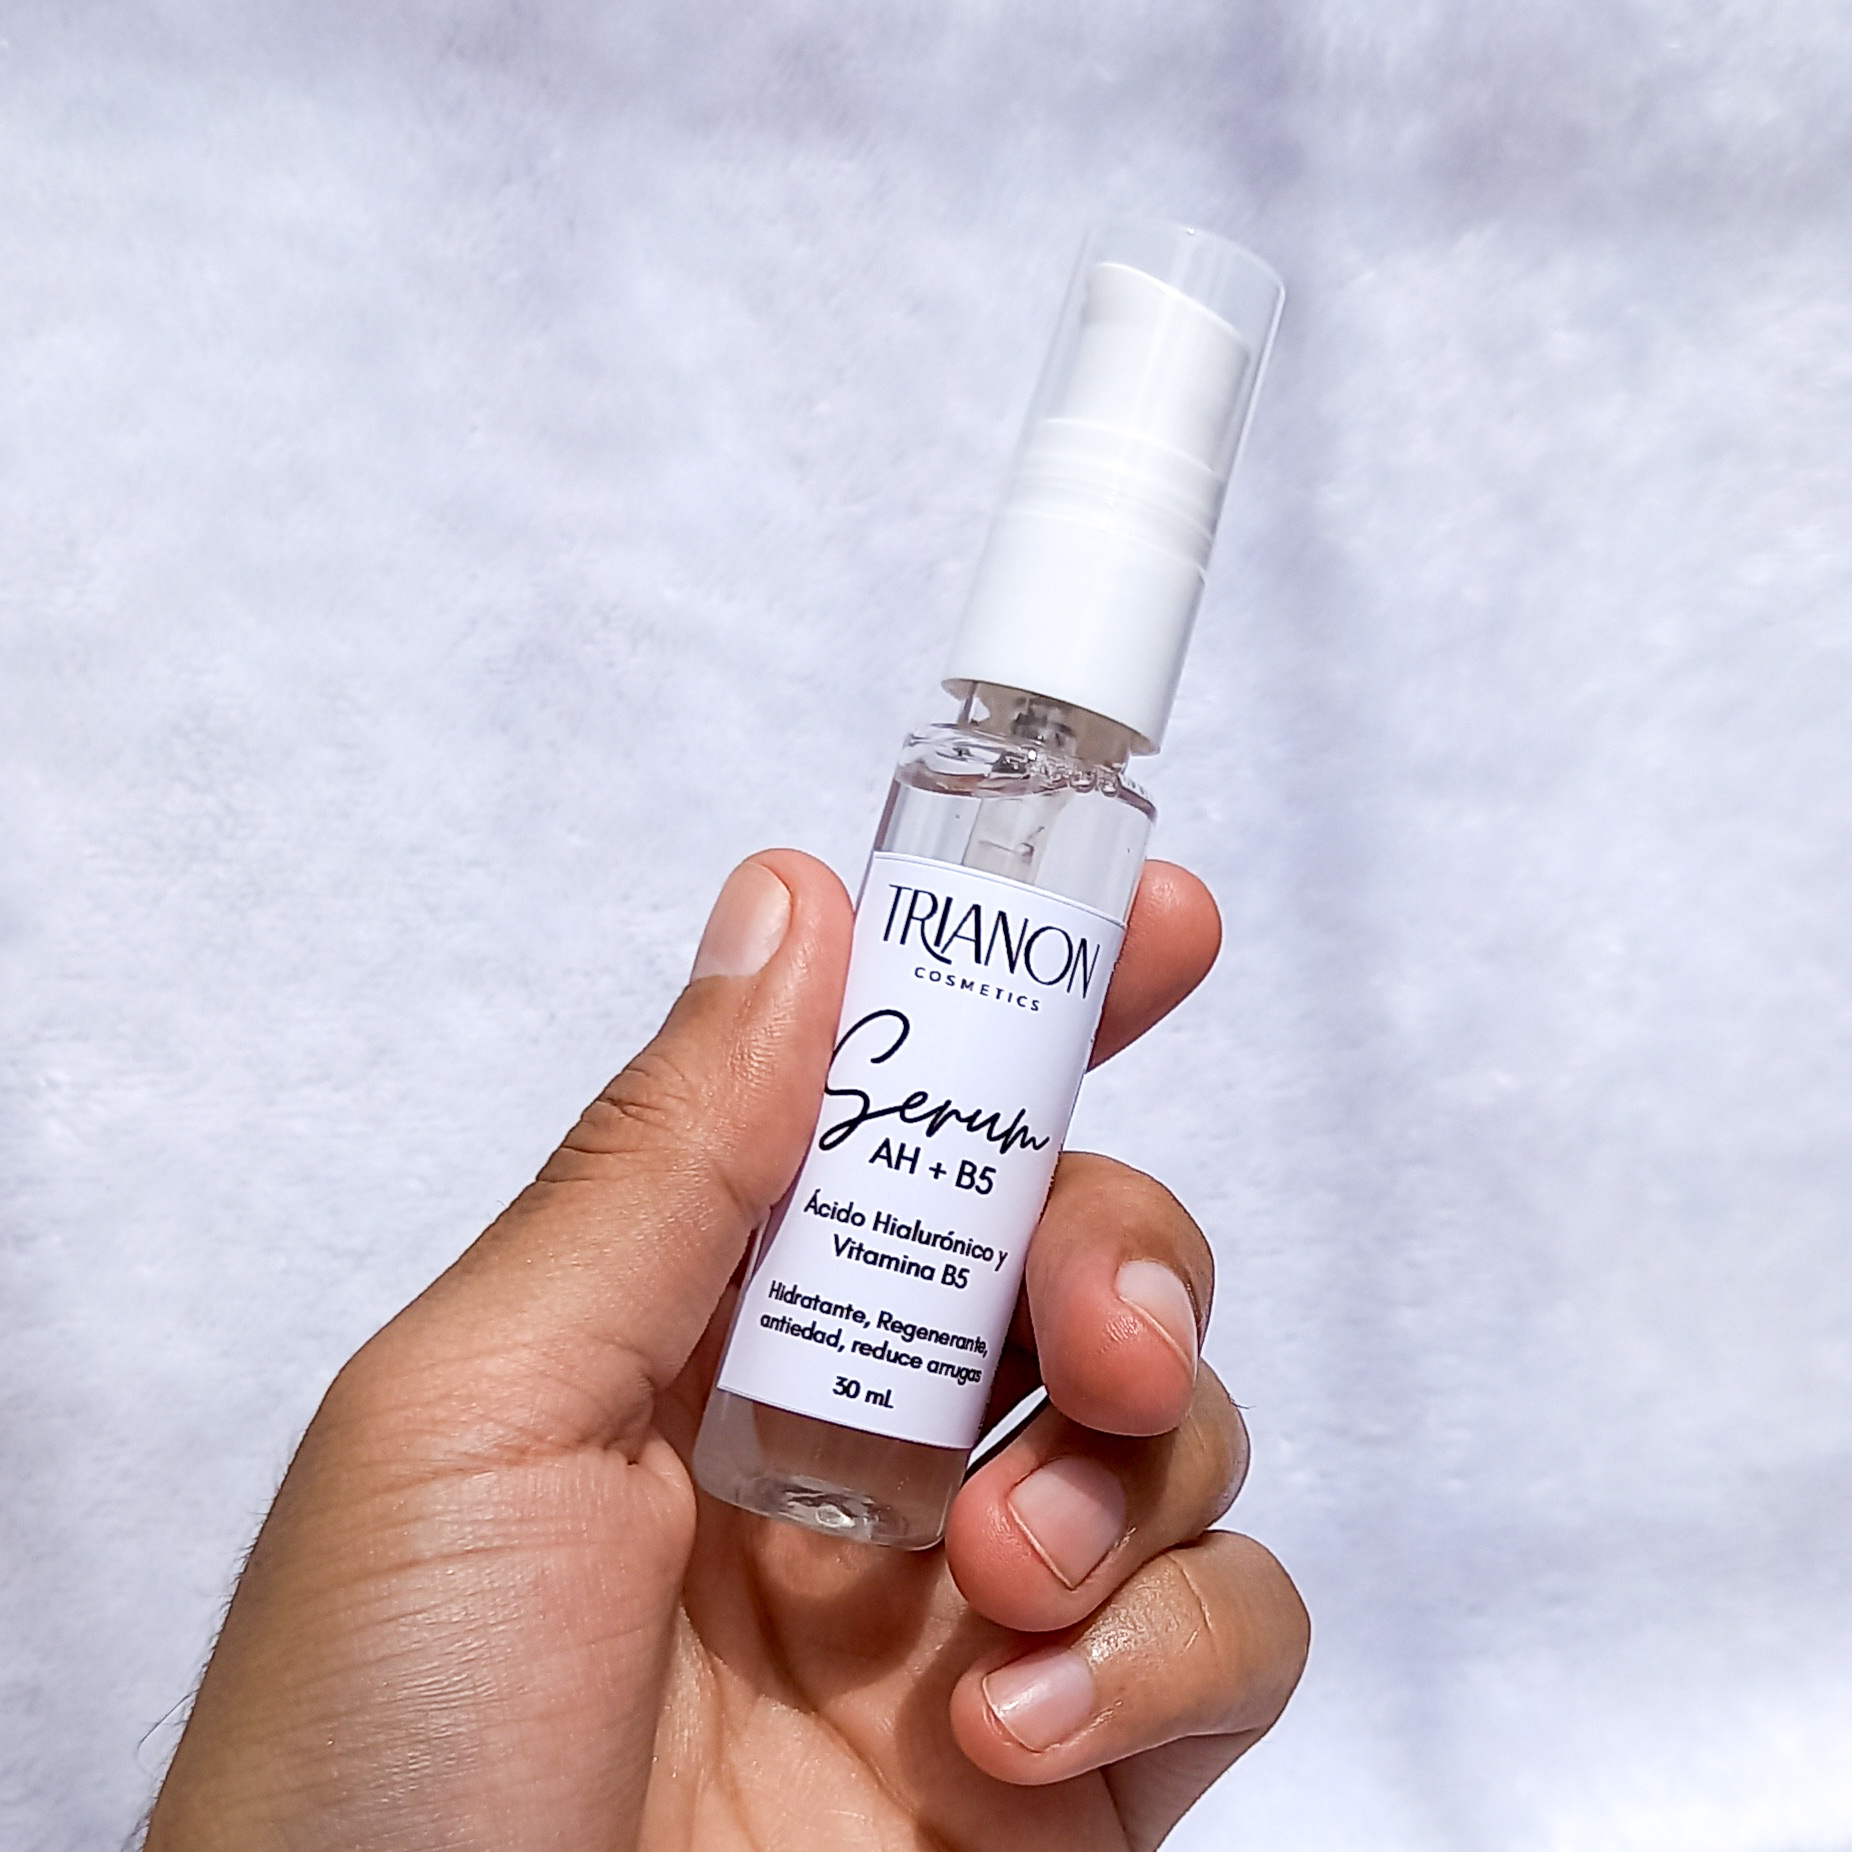 TRIANON
COSMETICS
Serum
AH + B5
Ácido Hialurónico y
Vitamina B5
Hidratante, Regenerante,
antiedad, reduce arrugas
30 mL